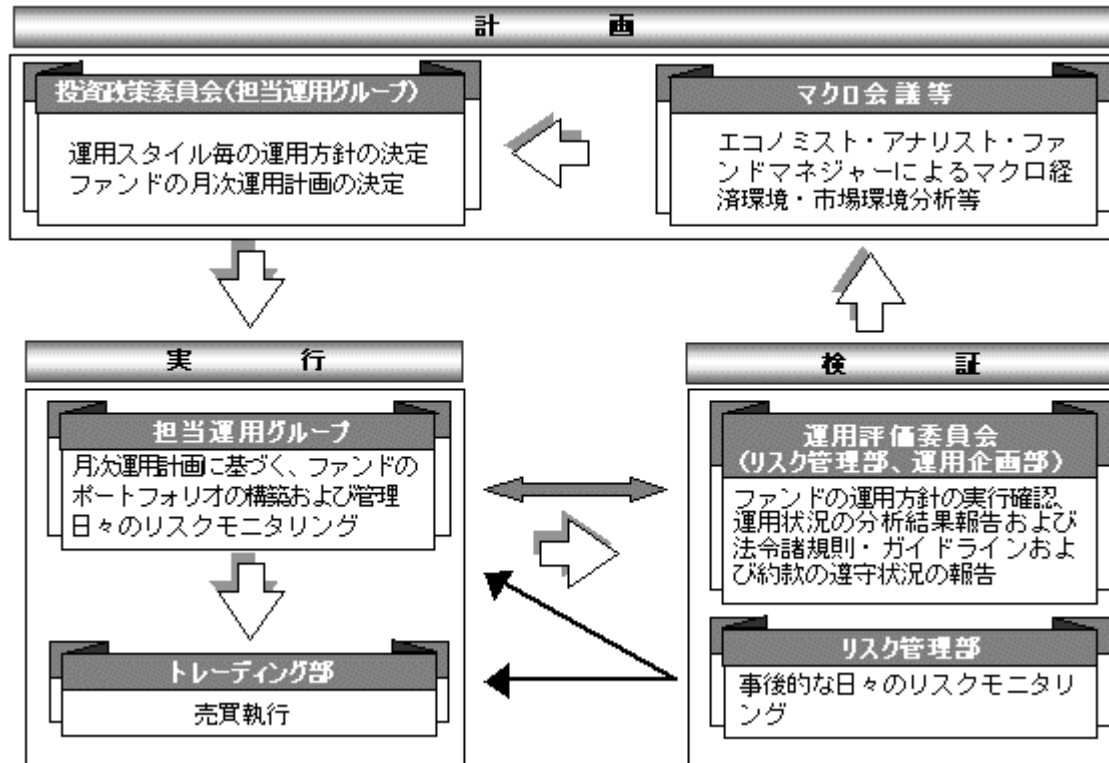 計画
投資政策委員会(担当運用グループ)
運用スタイル毎の運用方針の決定
ファンドの月次運用計画の決定
マクロ会議等
エコノミスト・アナリスト・ファ
ンドマネジャーによるマクロ経
済環境・市場環境分析等
実行
担当運用グループ
月次運用計画に基づく、ファンドの
ポートフォリオの構築および管理
日々のリスクモニタリング
トレーディング部
売買執行
検証
運用評価委員会
(リスク管理部、運用企画部)
ファンドの運用方針の実行確認、
運用状況の分析結果報告および
法令諸規則・ガイドラインおよ
び約款の遵守状況の報告
リスク管理部
事後的な日々のリスクモニタリ
ング